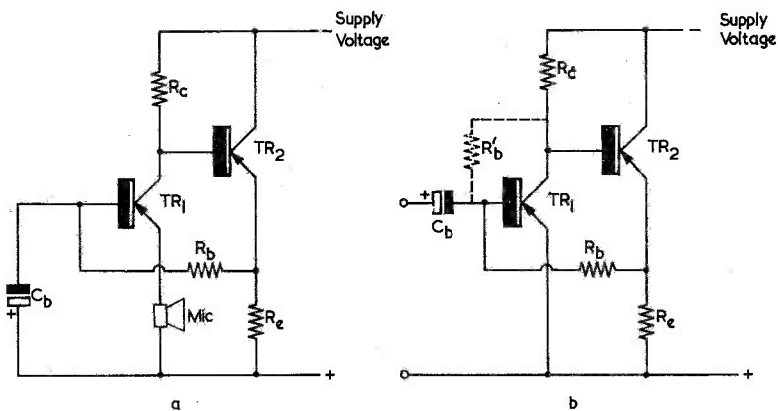 Supply
Voltage
Rc
TR2
TR1
Rb
Cb
+
Mic
Re
+
a
Supply
Voltage
Rc
R'b
TR2
+
Cb
TR1
Rb
Re
+
b